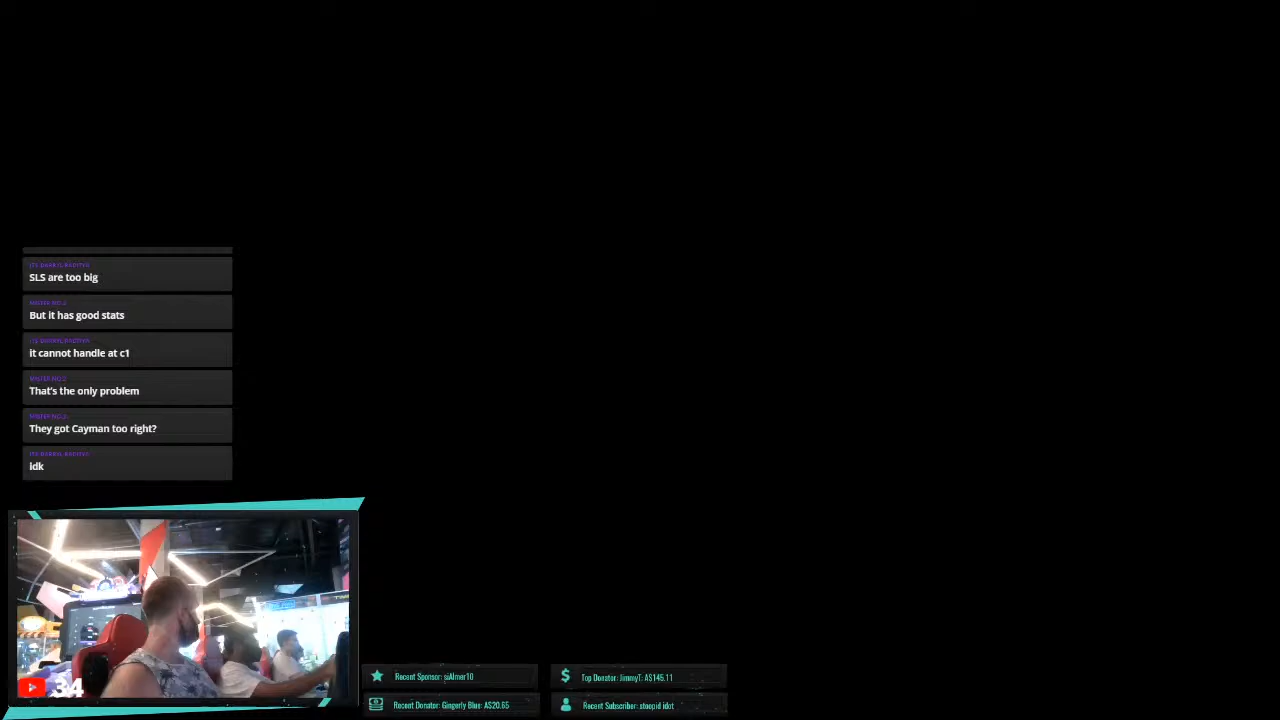 SLS are too big
But it has good stats
it cannot handle at c1
That's the only problem
They got Cayman too right?
idk
34
Recent Sponsor: siAlmer10
Top Donator: JimmyT: A$145.11
Recent Donator: Gingerly Blue: A$20.65
Recent Subscriber: stoopid idot